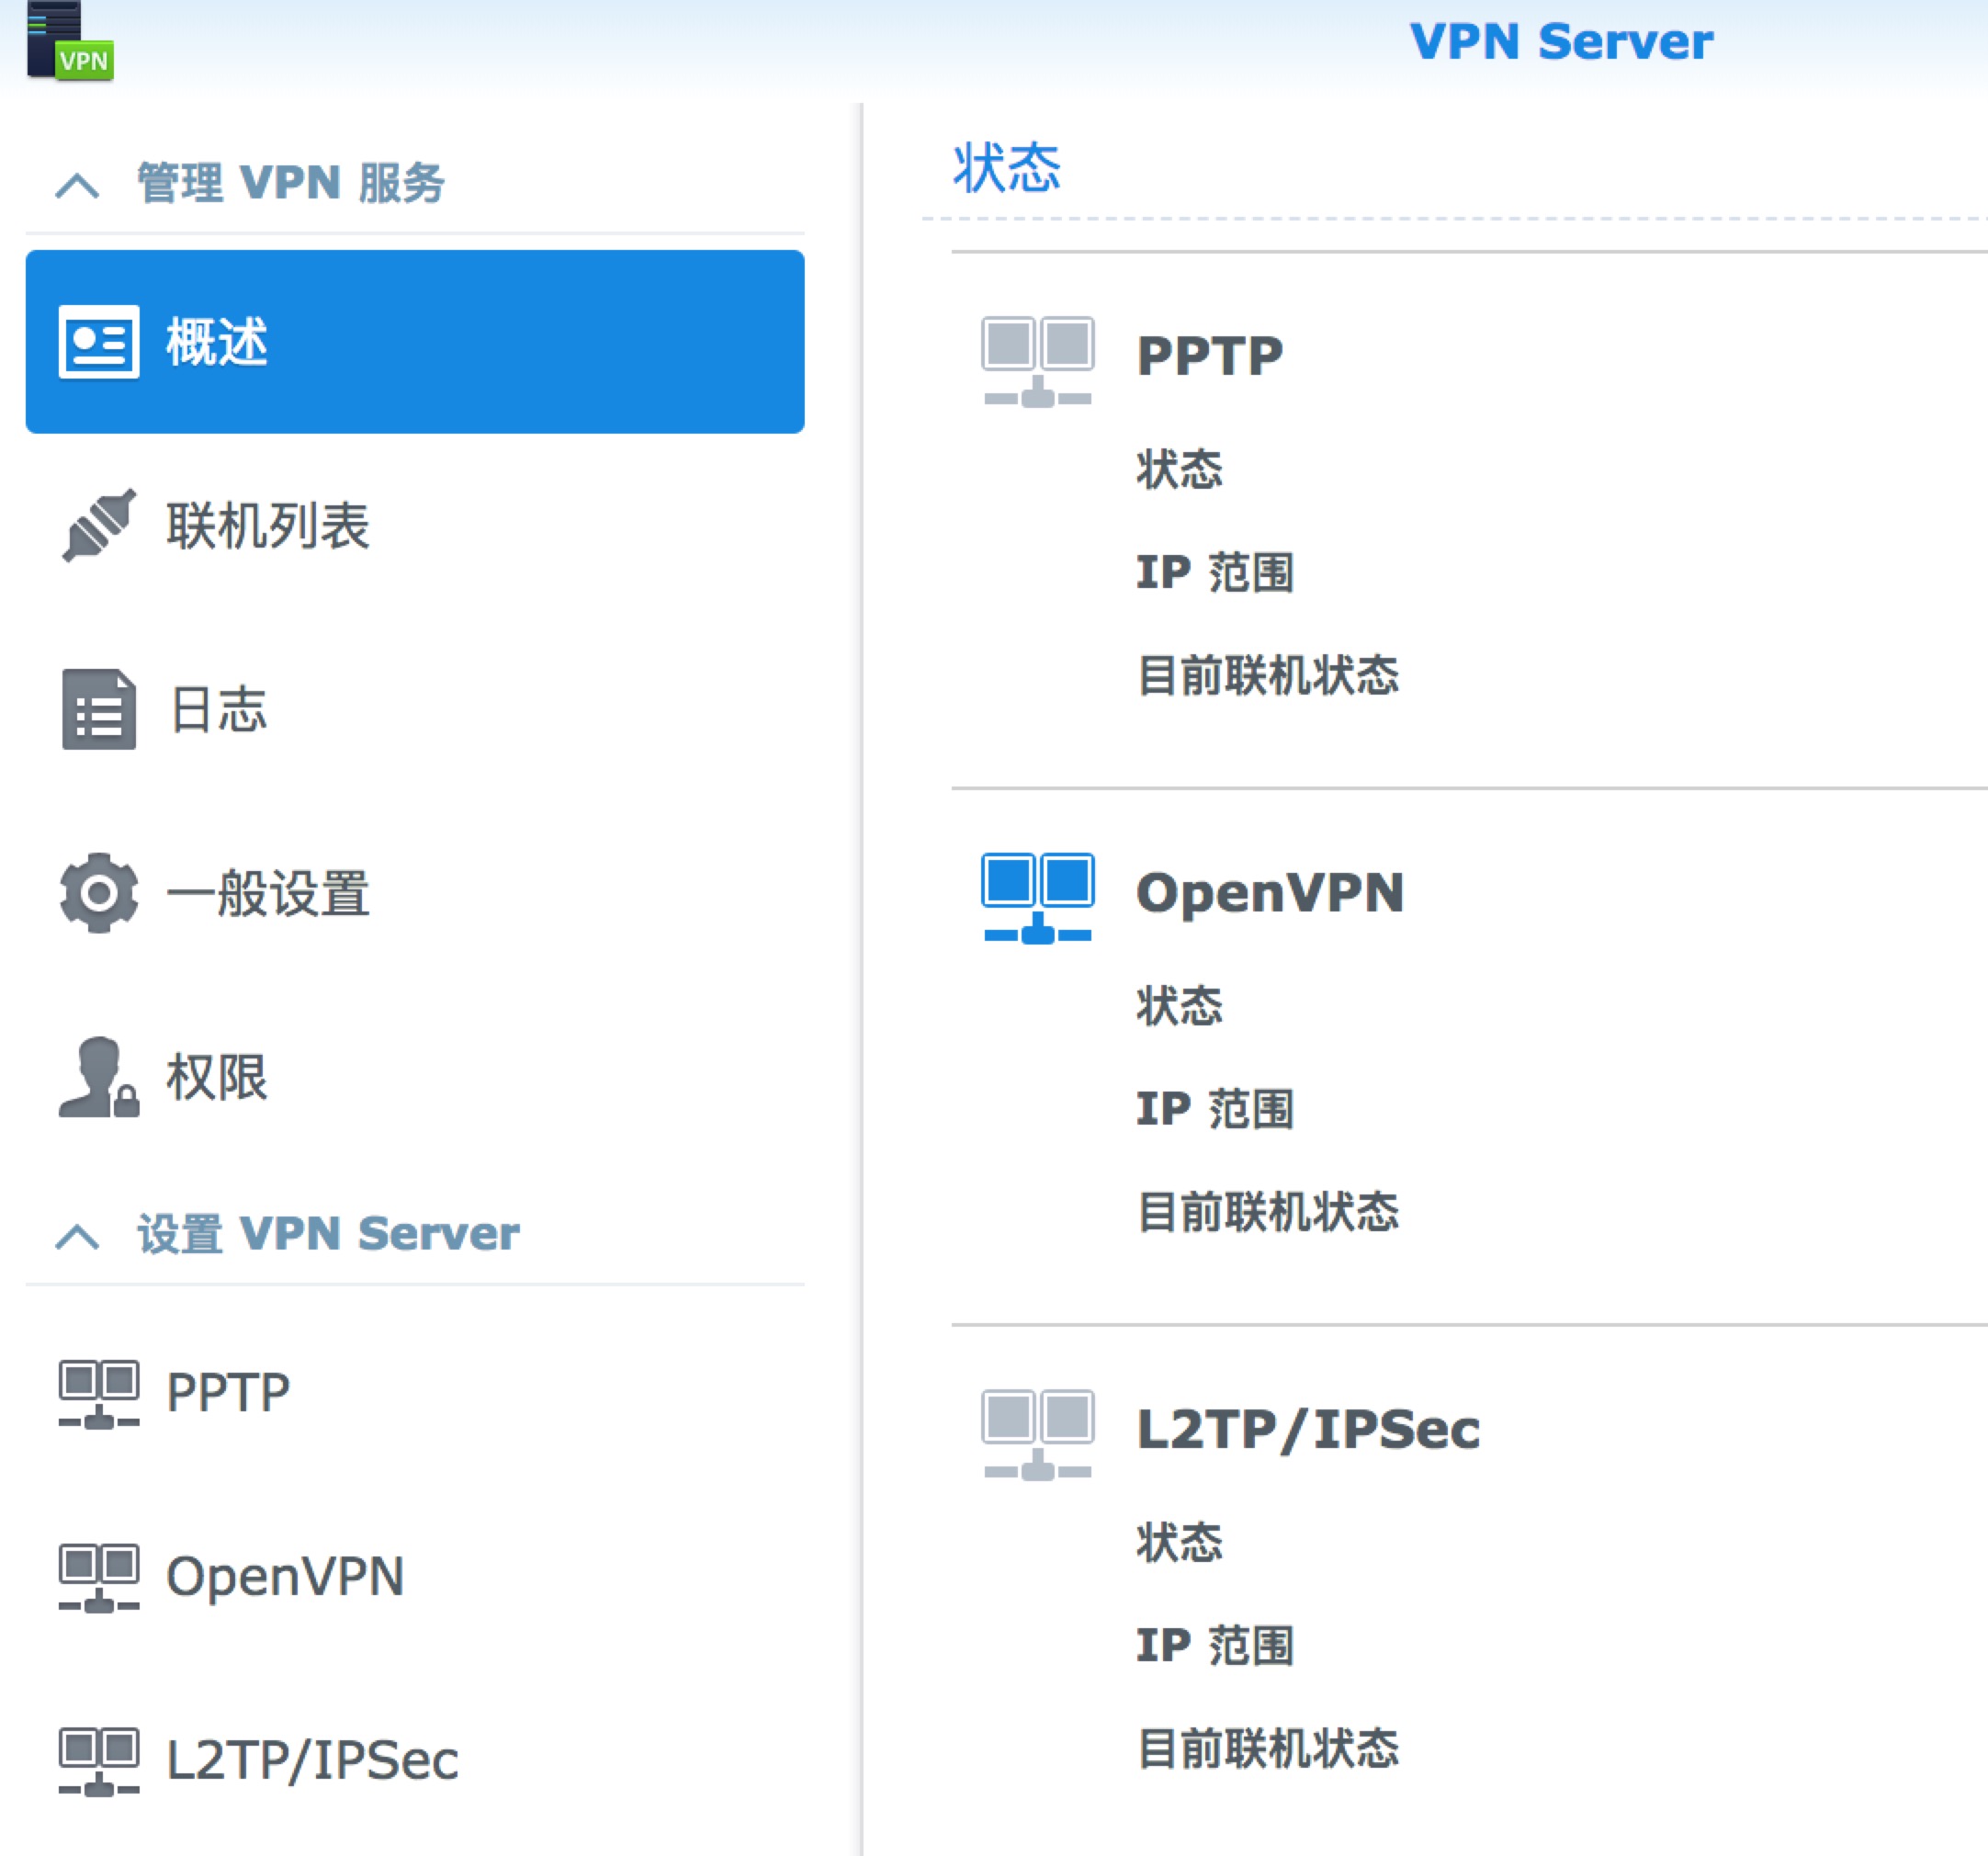 VPN
VPN Server
管理 VPN 服务
概述
联机列表
日志
一般设置
权限
设置 VPN Server
PPTP
OpenVPN
L2TP/IPSec
状态
PPTP
状态
IP 范围
目前联机状态
OpenVPN
状态
IP 范围
目前联机状态
L2TP/IPSec
状态
IP 范围
目前联机状态